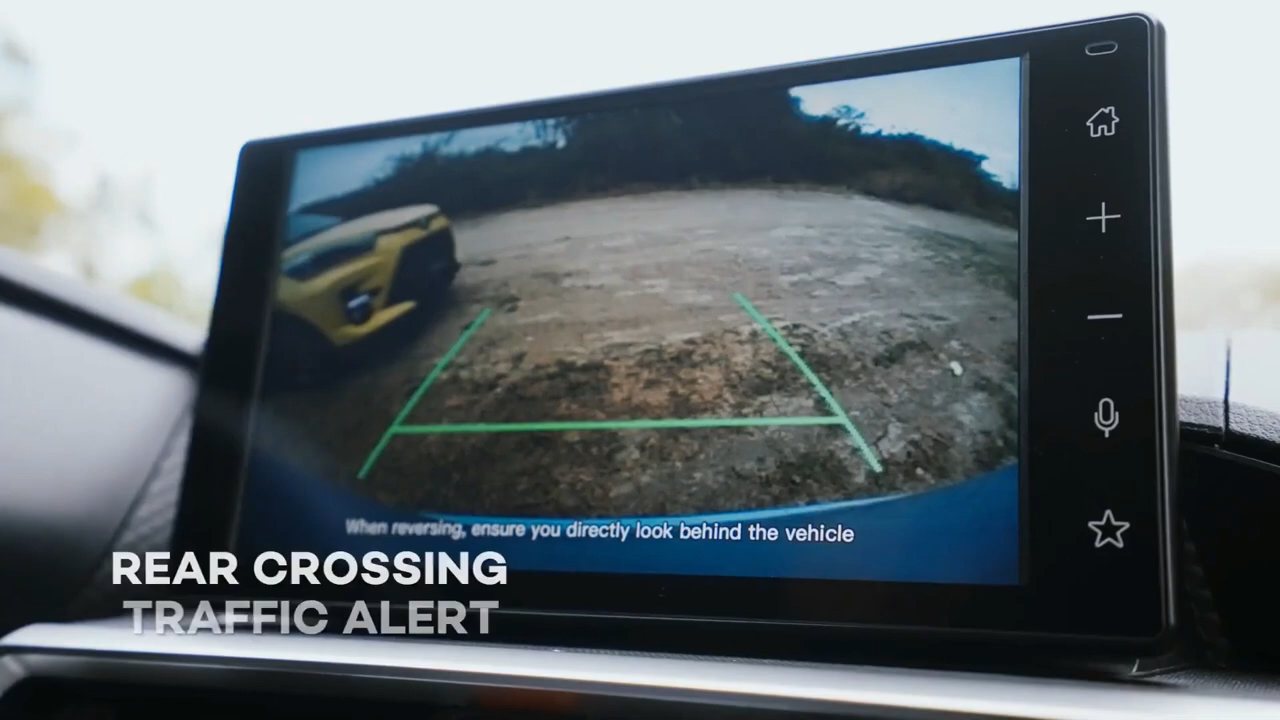 When reversing, ensure you directly look behind the vehicle
REAR CROSSING
TRAFFIC ALERT